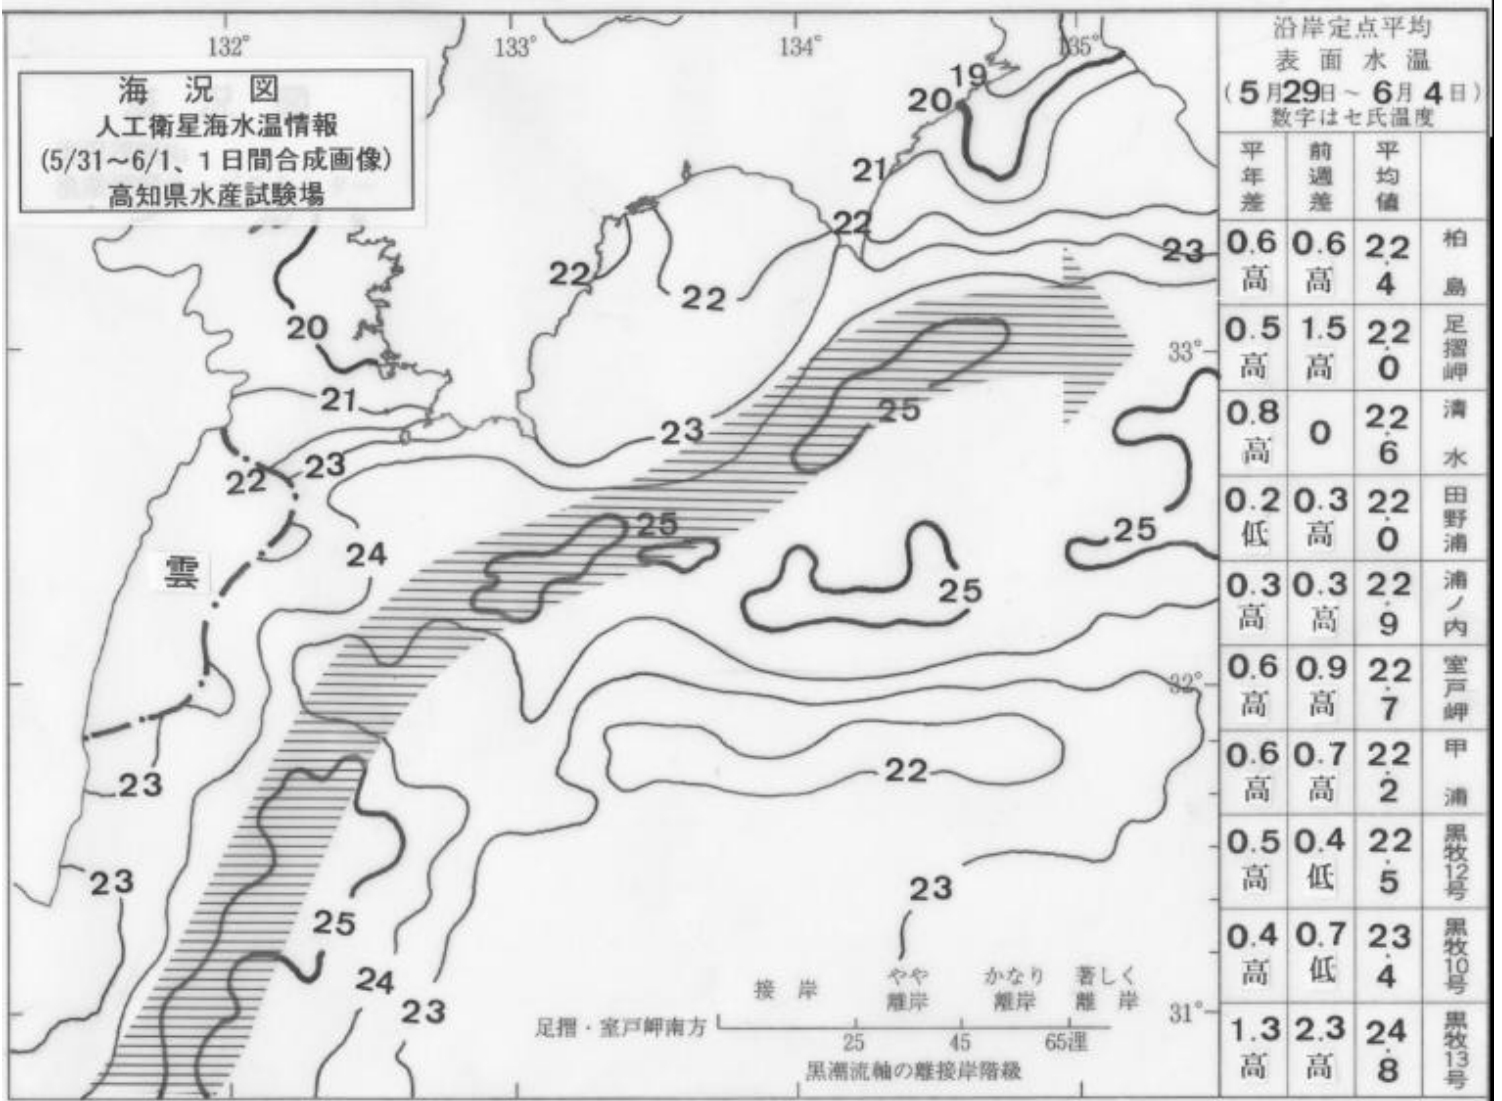 132°
133°
134°
135°
海況図
人工衛星海水温情報
(5/31～6/1、1日間合成画像)
高知県水産試験場
19
20
21
22
23
22
22
20
33°
21
25
23
23
22
25
25
24
雲
25
32°
22
23
23
23
25
24
23
31°
接岸
やや離岸
かなり離岸
著しく離岸
足摺・室戸岬南方
25
45
65浬
黒潮流軸の離接岸階級
沿岸定点平均
表面水温
(5月29日～6月4日)
数字はセ氏温度
平年差 前週差 平均値
0.6高 0.6高 22.4 柏島
0.5高 1.5高 22.0 足摺岬
0.8高 0 22.6 清水
0.2低 0.3高 22.0 田野浦
0.3高 0.3高 22.9 浦ノ内
0.6高 0.9高 22.7 室戸岬
0.6高 0.7高 22.2 甲浦
0.5高 0.4低 22.5 黒牧12号
0.4高 0.7低 23.4 黒牧10号
1.3高 2.3高 24.8 黒牧13号